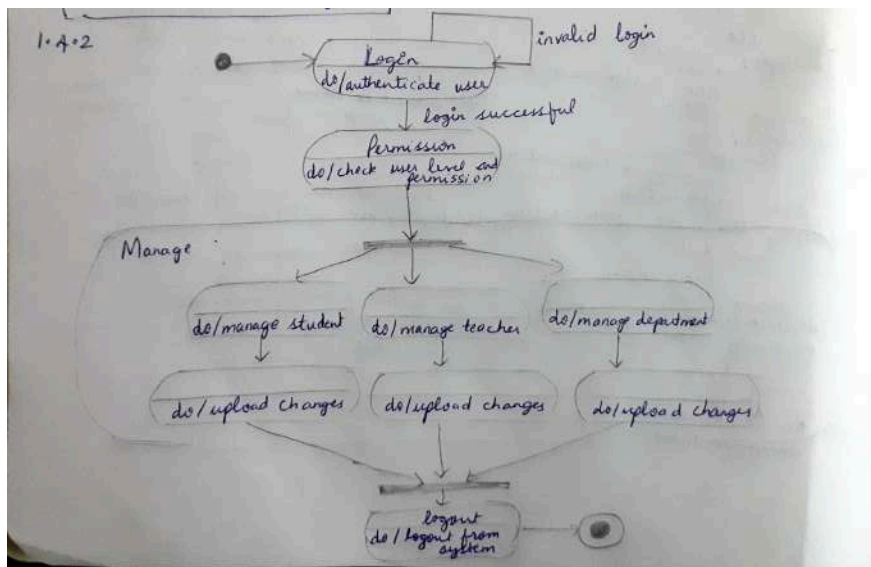 1.4.2
invalid login
Login
do/authenticate user
login successful
Permission
do/check user level and
permission
Manage
do/manage student
do/manage teacher
do/manage department
do/upload changes
do/upload changes
do/upload changes
logout
do/logout from
system